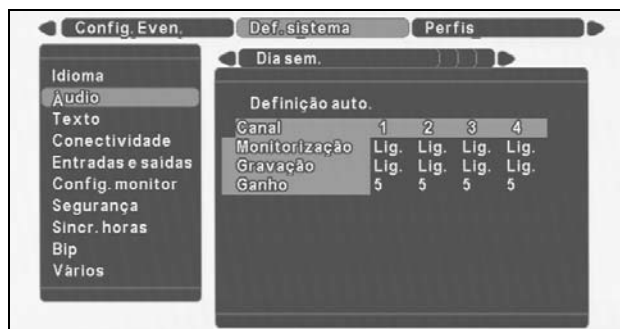 Config. Even. Def. sistema Perfis
Dia sem.
Idioma
Áudio
Texto
Conectividade
Entradas e saídas
Config. monitor
Segurança
Sincr. horas
Bip
Vários
Definição auto.
Canal 1 2 3 4
Monitorização Lig. Lig. Lig. Lig.
Gravação Lig. Lig. Lig. Lig.
Ganho 5 5 5 5